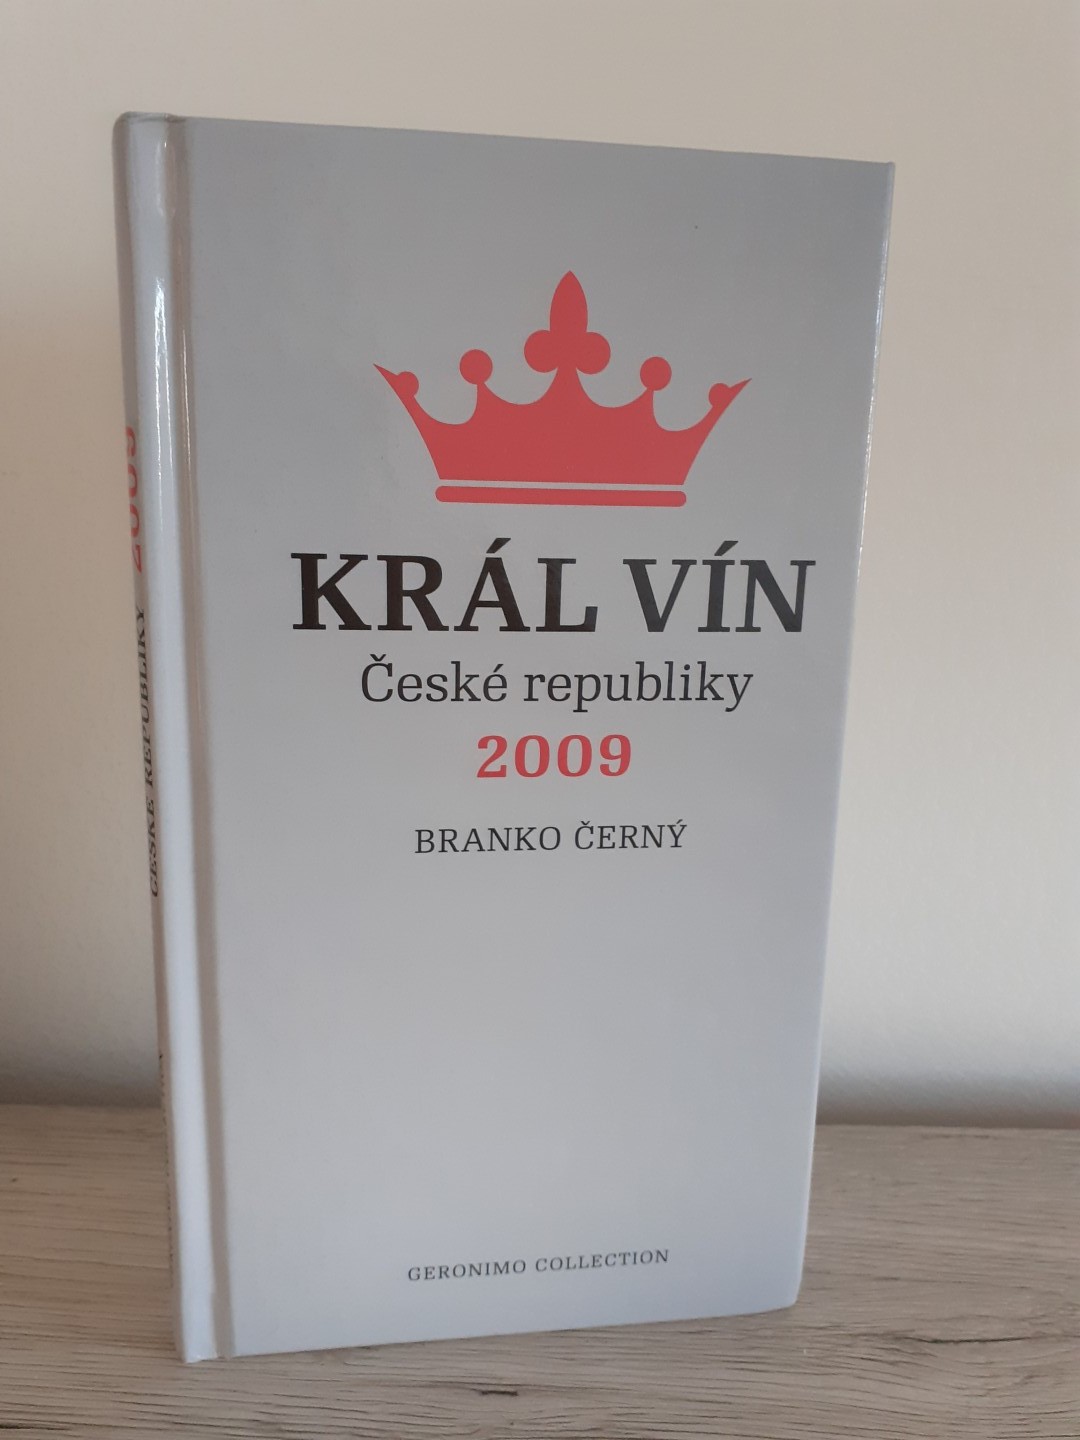 KRÁL VÍN
České republiky
2009
BRANKO ČERNÝ
GERONIMO COLLECTION
ČESKÉ REPUBLIKY 2009